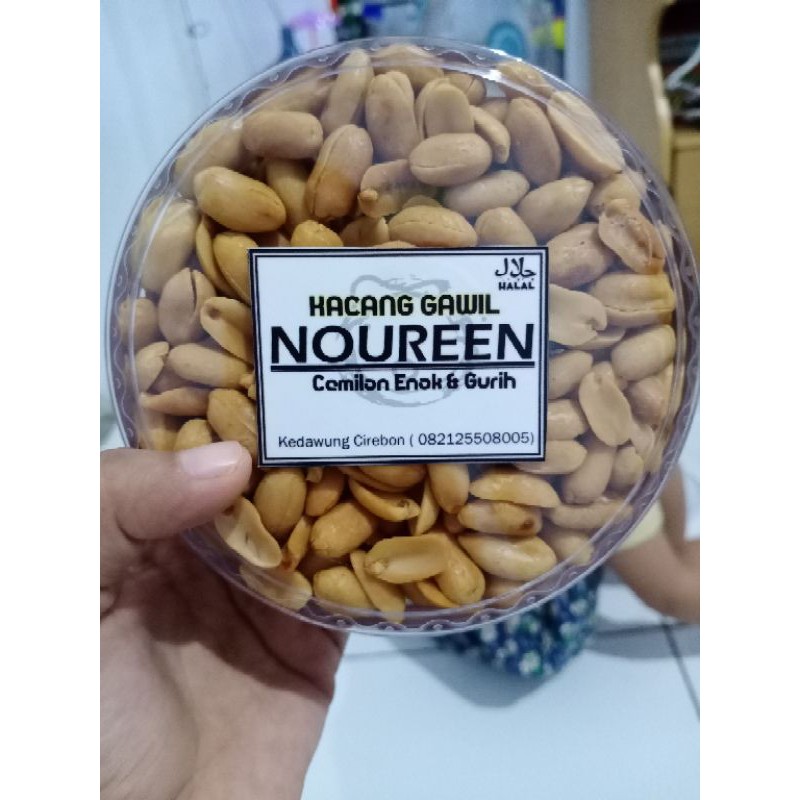 حلال
HALAL
KACANG GAWIL
NOUREEN
Cemilan Enak & Gurih
Kedawung Cirebon ( 082125508005)